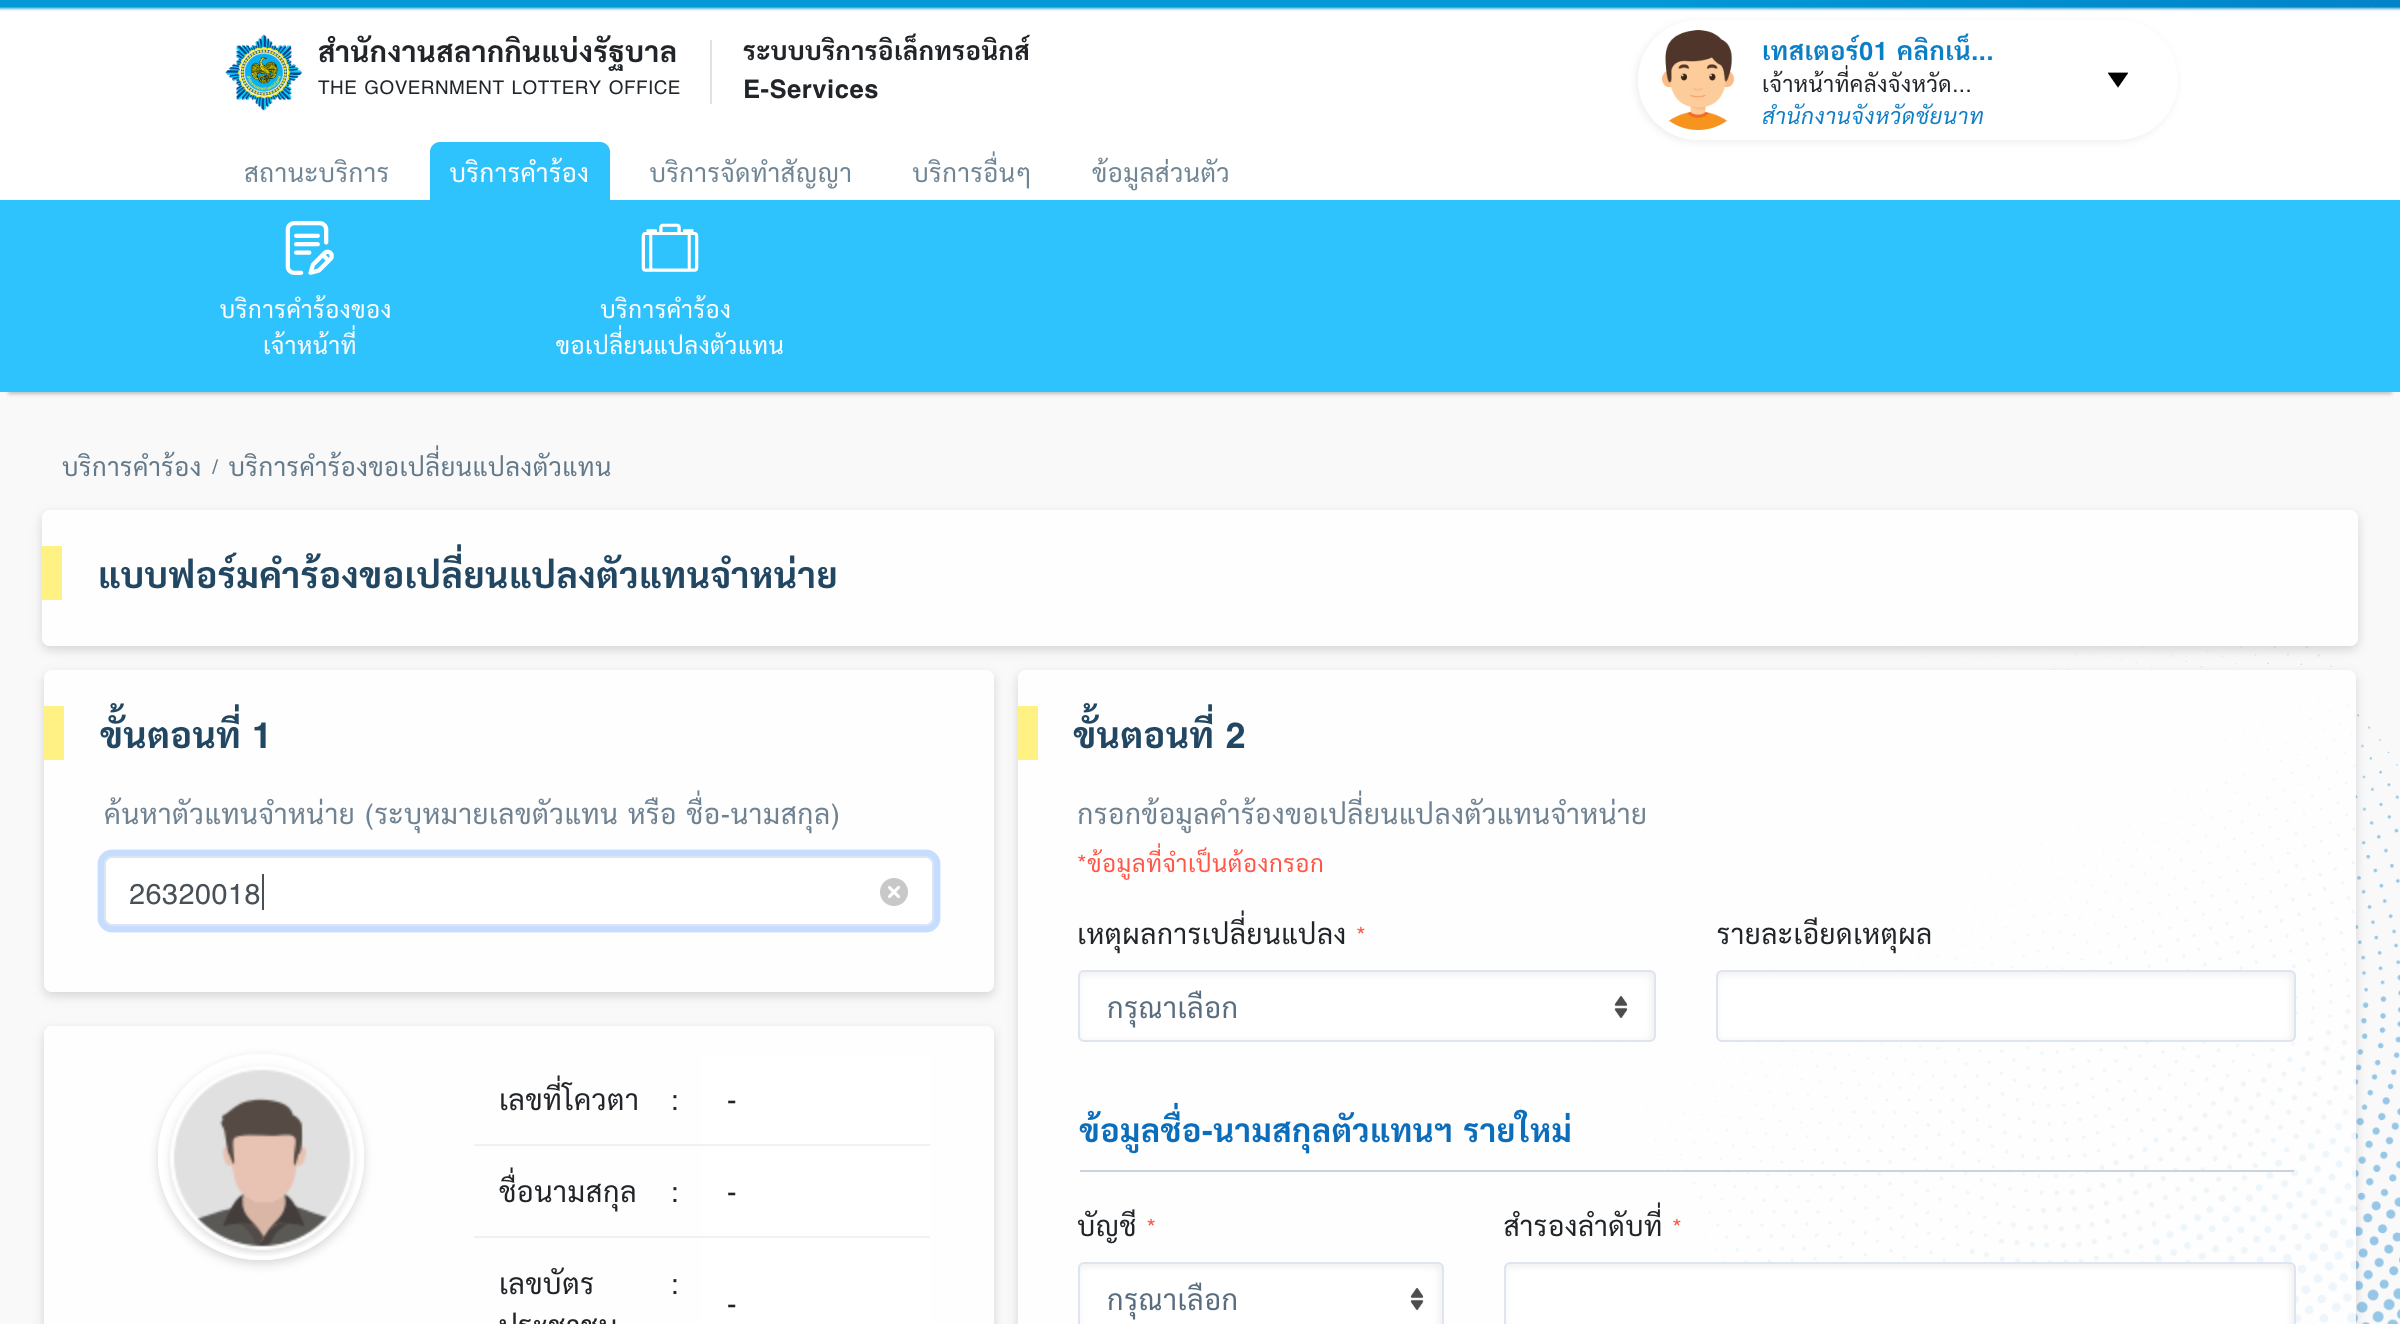 สำนักงานสลากกินแบ่งรัฐบาล
THE GOVERNMENT LOTTERY OFFICE
ระบบบริการอิเล็กทรอนิกส์
E-Services
เทสเตอร์01 คลิกเน็...
เจ้าหน้าที่คลังจังหวัด...
สำนักงานจังหวัดชัยนาท
สถานะบริการ
บริการคำร้อง
บริการจัดทำสัญญา
บริการอื่นๆ
ข้อมูลส่วนตัว
บริการคำร้องของ
เจ้าหน้าที่
บริการคำร้อง
ขอเปลี่ยนแปลงตัวแทน
บริการคำร้อง / บริการคำร้องขอเปลี่ยนแปลงตัวแทน
แบบฟอร์มคำร้องขอเปลี่ยนแปลงตัวแทนจำหน่าย
ขั้นตอนที่ 1
ค้นหาตัวแทนจำหน่าย (ระบุหมายเลขตัวแทน หรือ ชื่อ-นามสกุล)
26320018
เลขที่โควตา : -
ชื่อนามสกุล : -
เลขบัตร : -
ประชาชน
ขั้นตอนที่ 2
กรอกข้อมูลคำร้องขอเปลี่ยนแปลงตัวแทนจำหน่าย
*ข้อมูลที่จำเป็นต้องกรอก
เหตุผลการเปลี่ยนแปลง *
กรุณาเลือก
รายละเอียดเหตุผล
ข้อมูลชื่อ-นามสกุลตัวแทนฯ รายใหม่
บัญชี *
กรุณาเลือก
สำรองลำดับที่ *